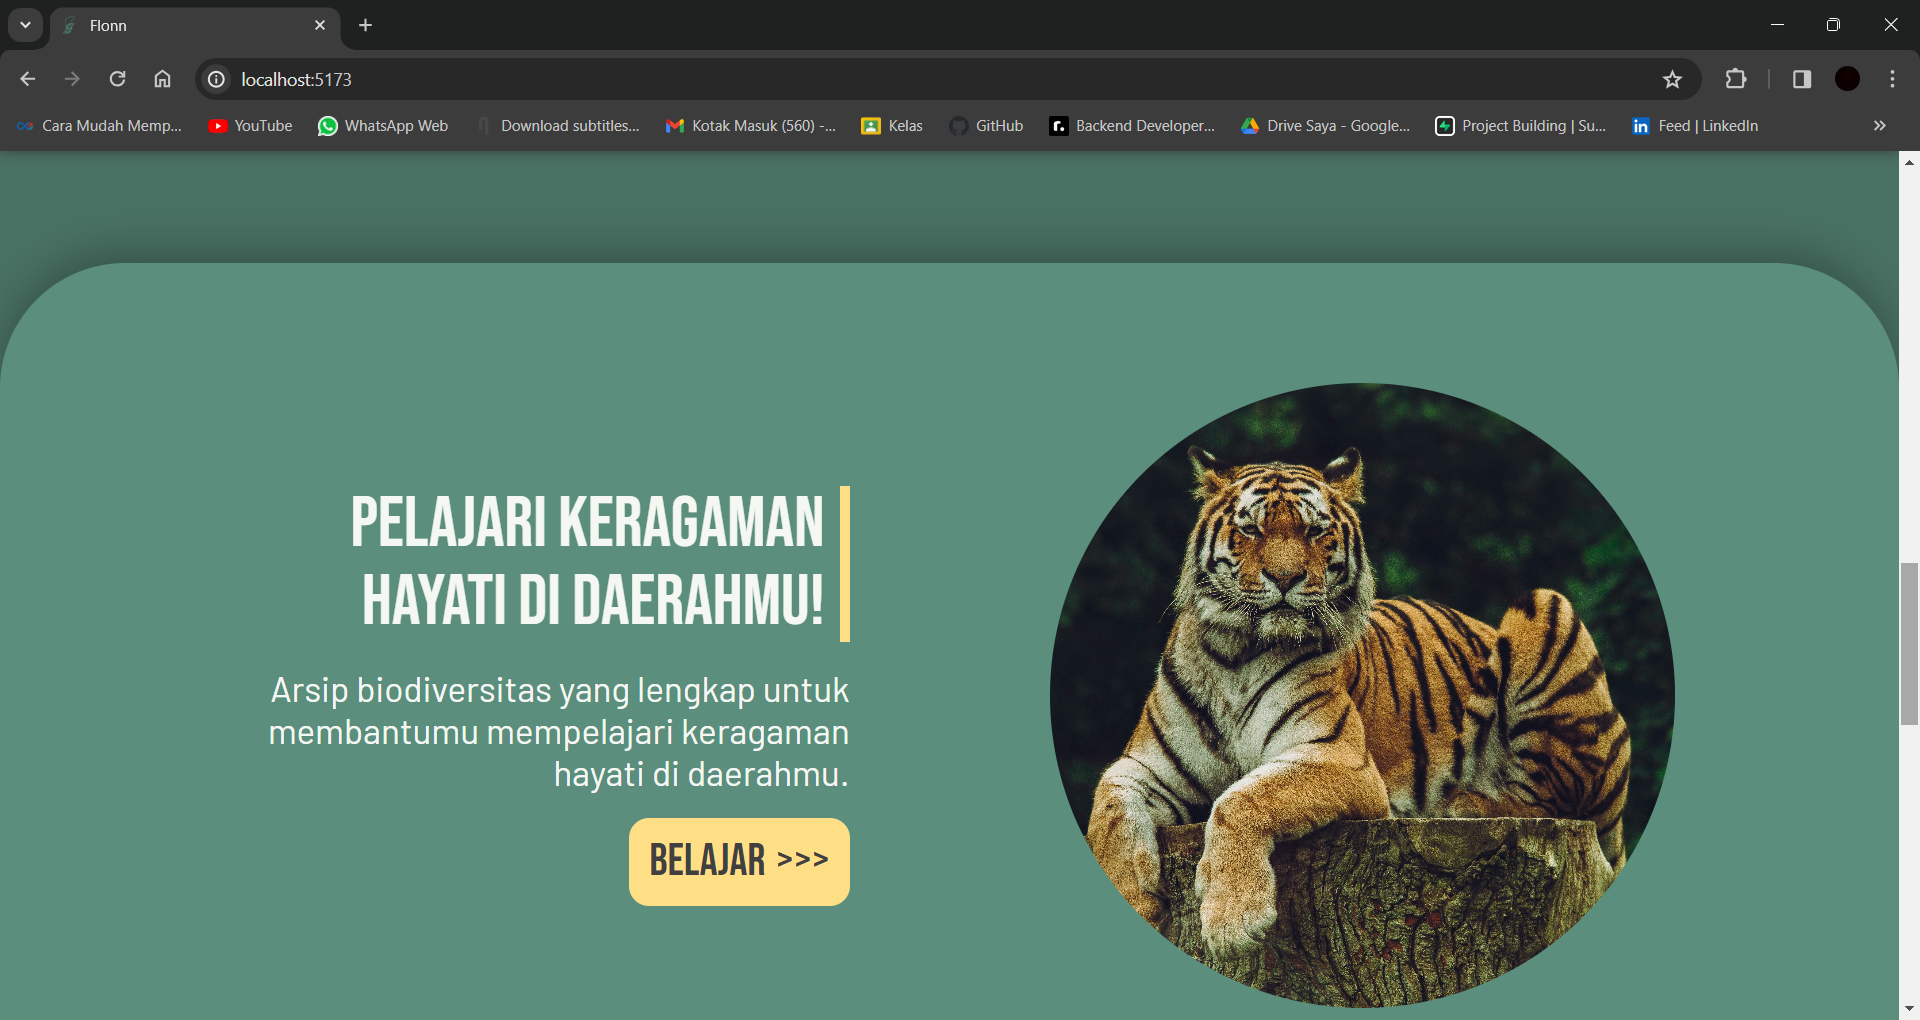 Flonn
localhost:5173
Cara Mudah Memp...
YouTube
WhatsApp Web
Download subtitles...
Kotak Masuk (560) -...
Kelas
GitHub
r.
Backend Developer...
Drive Saya - Google...
Project Building | Su...
in
Feed | LinkedIn
PELAJARI KERAGAMAN
HAYATI DI DAERAHMU!
Arsip biodiversitas yang lengkap untuk
membantumu mempelajari keragaman
hayati di daerahmu.
BELAJAR >>>